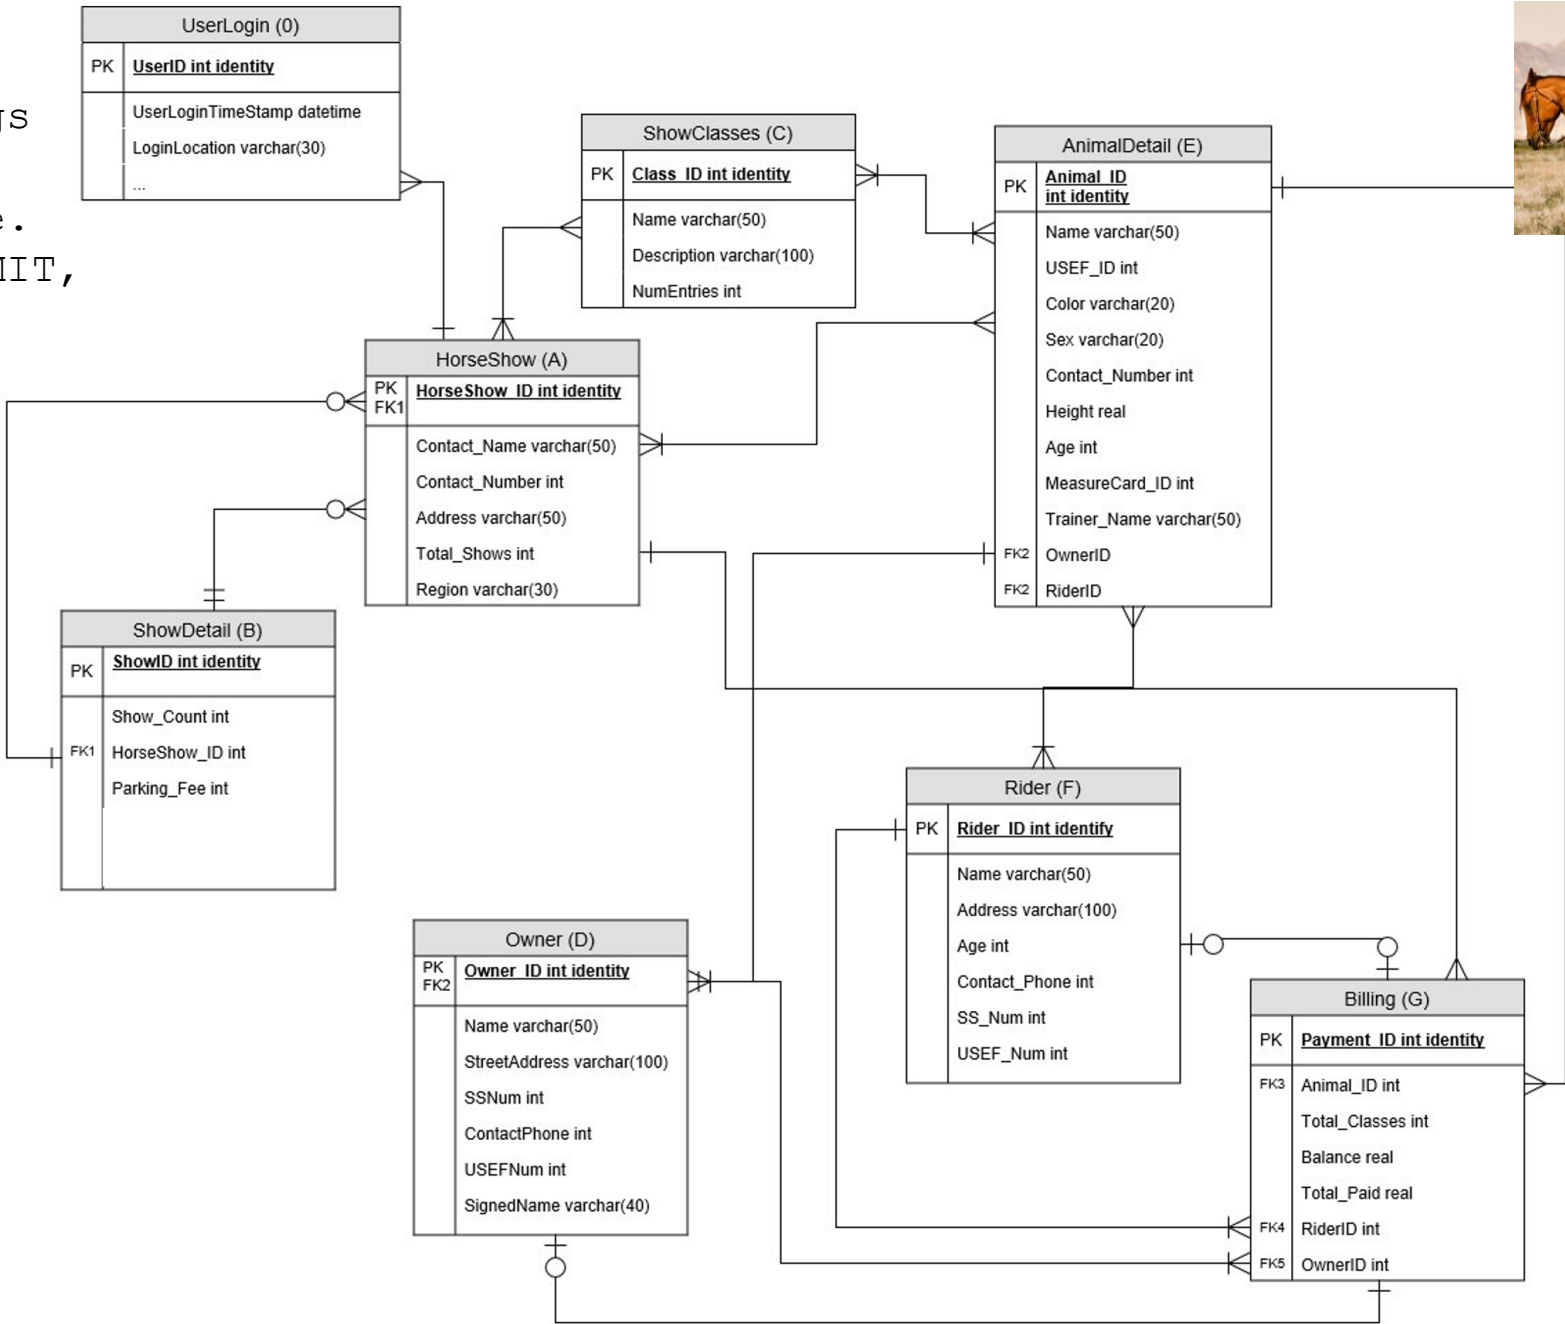 UserLogin (0)
PK UserID int identity
UserLoginTimeStamp datetime
LoginLocation varchar(30)
...
ShowClasses (C)
PK Class_ID int identity
Name varchar(50)
Description varchar(100)
NumEntries int
AnimalDetail (E)
PK Animal_ID
int identity
Name varchar(50)
USEF_ID int
Color varchar(20)
Sex varchar(20)
Contact_Number int
Height real
Age int
MeasureCard_ID int
Trainer_Name varchar(50)
FK2 OwnerID
FK2 RiderID
HorseShow (A)
PK
FK1 HorseShow_ID int identity
Contact_Name varchar(50)
Contact_Number int
Address varchar(50)
Total_Shows int
Region varchar(30)
ShowDetail (B)
PK ShowID int identity
Show_Count int
FK1 HorseShow_ID int
Parking_Fee int
Rider (F)
PK Rider_ID int identify
Name varchar(50)
Address varchar(100)
Age int
Contact_Phone int
SS_Num int
USEF_Num int
Owner (D)
PK
FK2 Owner_ID int identity
Name varchar(50)
StreetAddress varchar(100)
SSNum int
ContactPhone int
USEFNum int
SignedName varchar(40)
Billing (G)
PK Payment_ID int identity
FK3 Animal_ID int
Total_Classes int
Balance real
Total_Paid real
FK4 RiderID int
FK5 OwnerID int